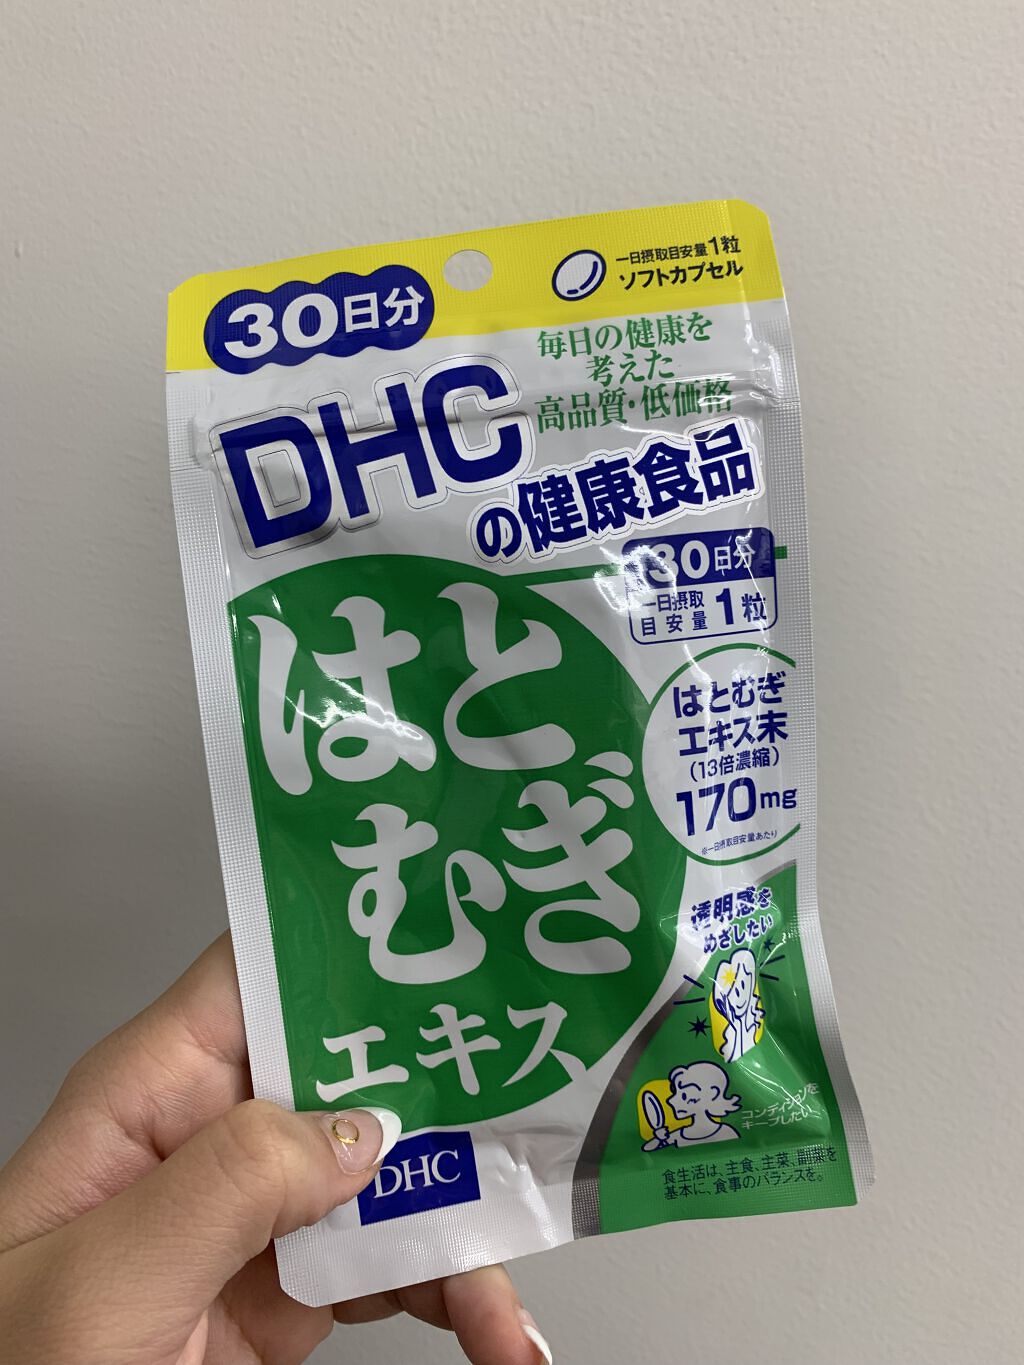 30日分
一日摂取目安量1粒
ソフトカプセル
毎日の健康を
考えた
高品質・低価格
DHC
の健康食品
30日分
一日摂取
目安量 1粒
はと
むぎ
エキス
はとむぎ
エキス末
(13倍濃縮)
170mg
※一日摂取目安量あたり
透明感を
めざしたい
コンディションを
キープしたい
DHC
食生活は、主食、主菜、副菜を
基本に、食事のバランスを。